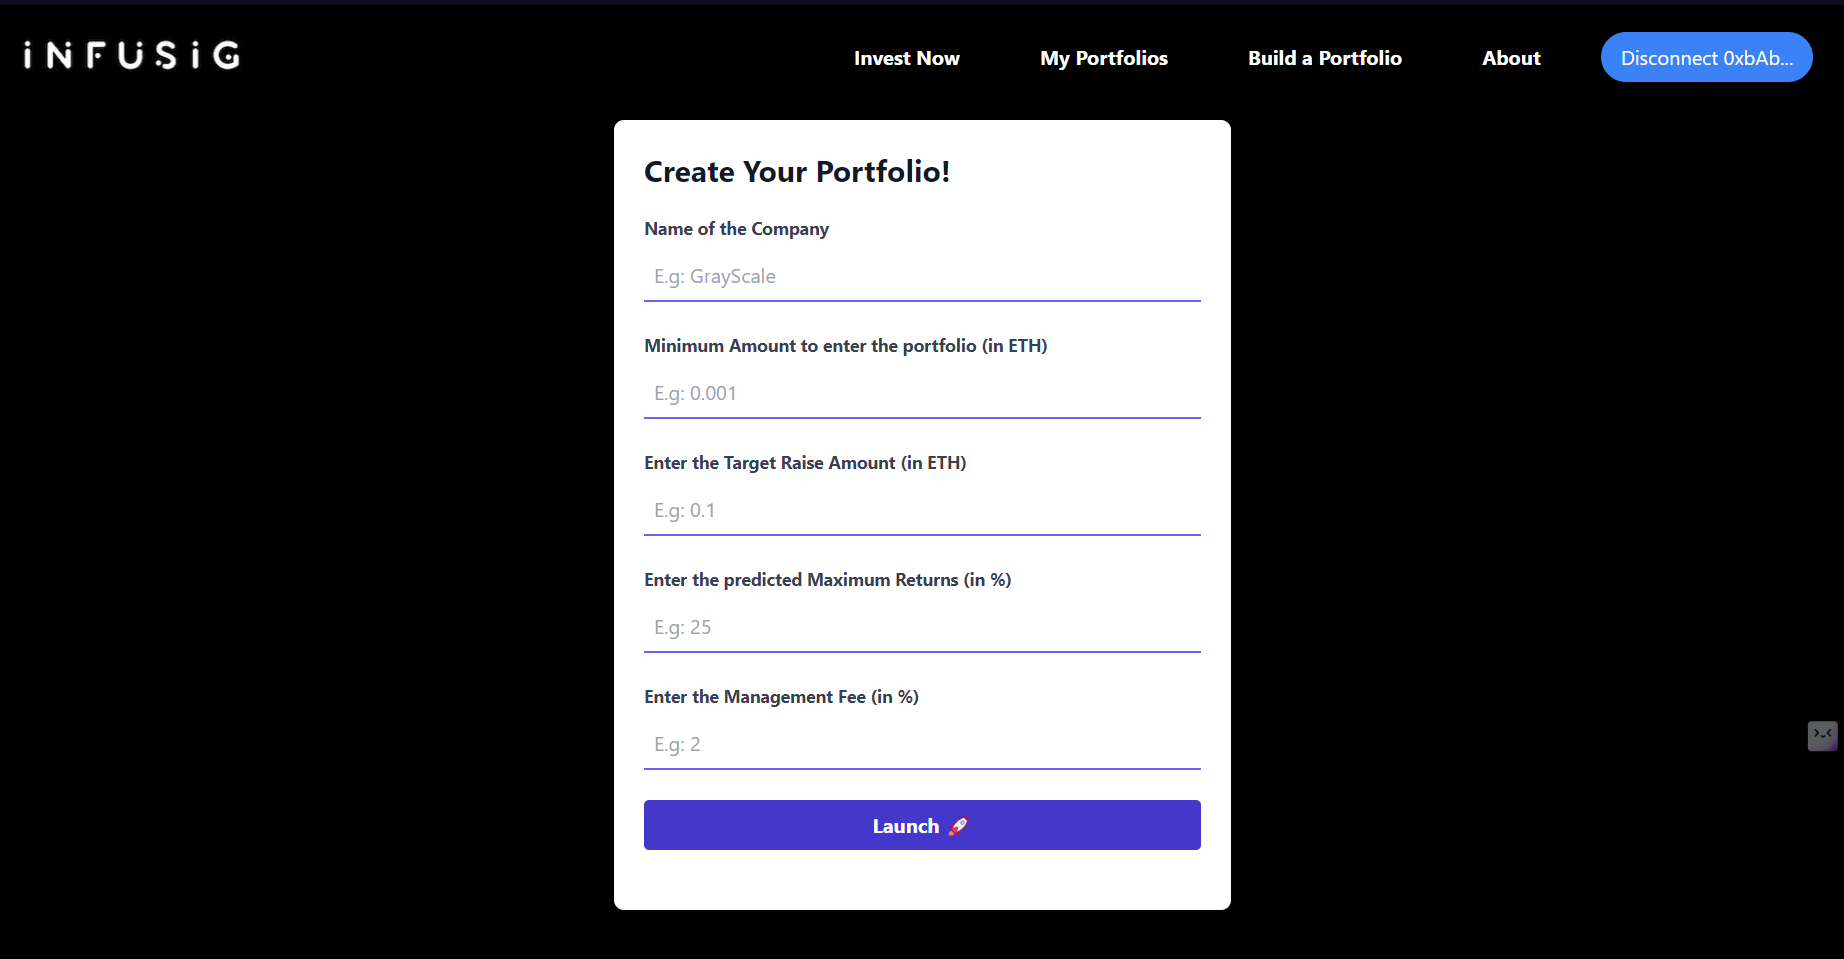 iNFUSiG
Invest Now
My Portfolios
Build a Portfolio
About
Disconnect 0xbAb...
Create Your Portfolio!
Name of the Company
E.g: GrayScale
Minimum Amount to enter the portfolio (in ETH)
E.g: 0.001
Enter the Target Raise Amount (in ETH)
E.g: 0.1
Enter the predicted Maximum Returns (in %)
E.g: 25
Enter the Management Fee (in %)
E.g: 2
Launch 🚀